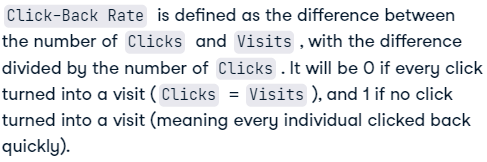 Click-Back Rate is defined as the difference between
the number of Clicks and Visits , with the difference
divided by the number of Clicks . It will be 0 if every click
turned into a visit ( Clicks = Visits ), and 1 if no click
turned into a visit (meaning every individual clicked back
quickly).